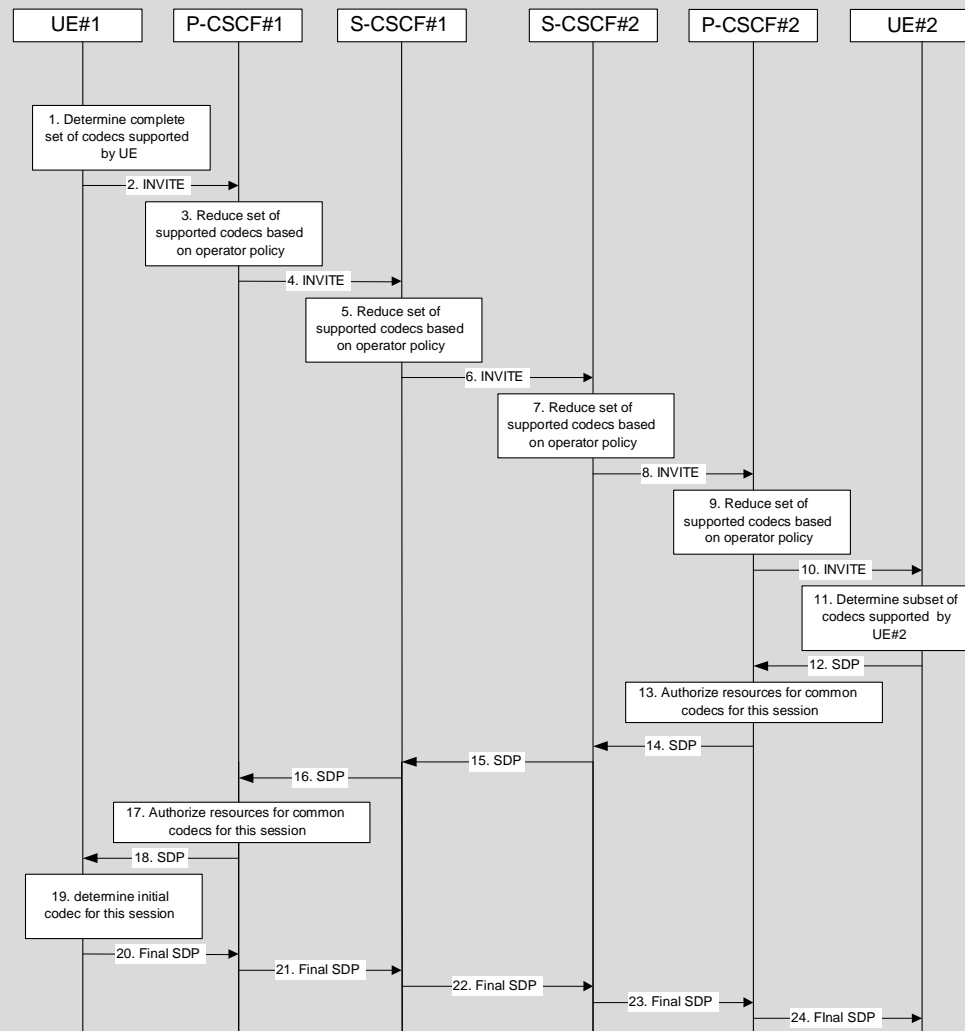 UE#1
P-CSCF#1
S-CSCF#1
S-CSCF#2
P-CSCF#2
UE#2
1. Determine complete
set of codecs supported
by UE
2. INVITE
3. Reduce set of
supported codecs based
on operator policy
4. INVITE
5. Reduce set of
supported codecs based
on operator policy
6. INVITE
7. Reduce set of
supported codecs based
on operator policy
8. INVITE
9. Reduce set of
supported codecs based
on operator policy
10. INVITE
11. Determine subset of
codecs supported by
UE#2
12. SDP
13. Authorize resources for common
codecs for this session
14. SDP
15. SDP
16. SDP
17. Authorize resources for common
codecs for this session
18. SDP
19. determine initial
codec for this session
20. Final SDP
21. Final SDP
22. Final SDP
23. Final SDP
24. FInal SDP